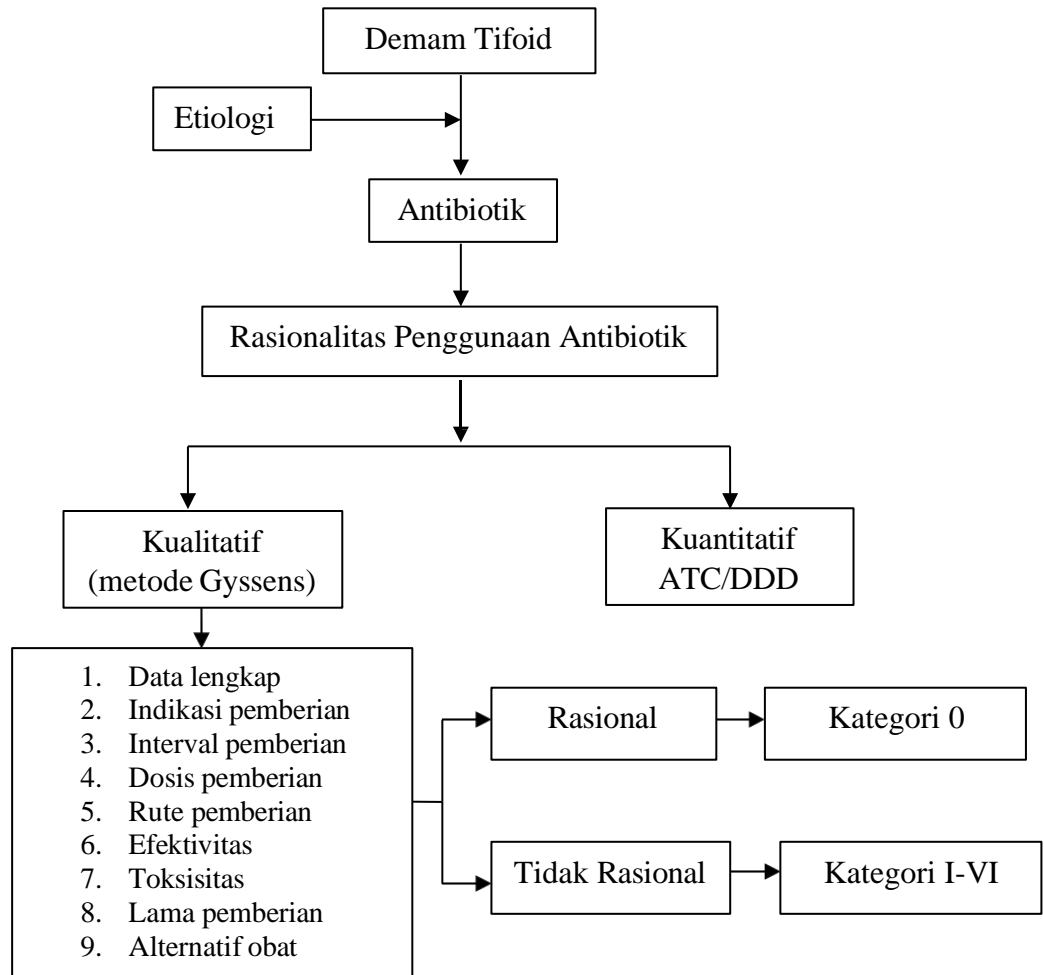 Demam Tifoid
Etiologi
Antibiotik
Rasionalitas Penggunaan Antibiotik
Kualitatif
(metode Gyssens)
Kuantitatif
ATC/DDD
1. Data lengkap
2. Indikasi pemberian
3. Interval pemberian
4. Dosis pemberian
5. Rute pemberian
6. Efektivitas
7. Toksisitas
8. Lama pemberian
9. Alternatif obat
Rasional
Kategori 0
Tidak Rasional
Kategori I-VI